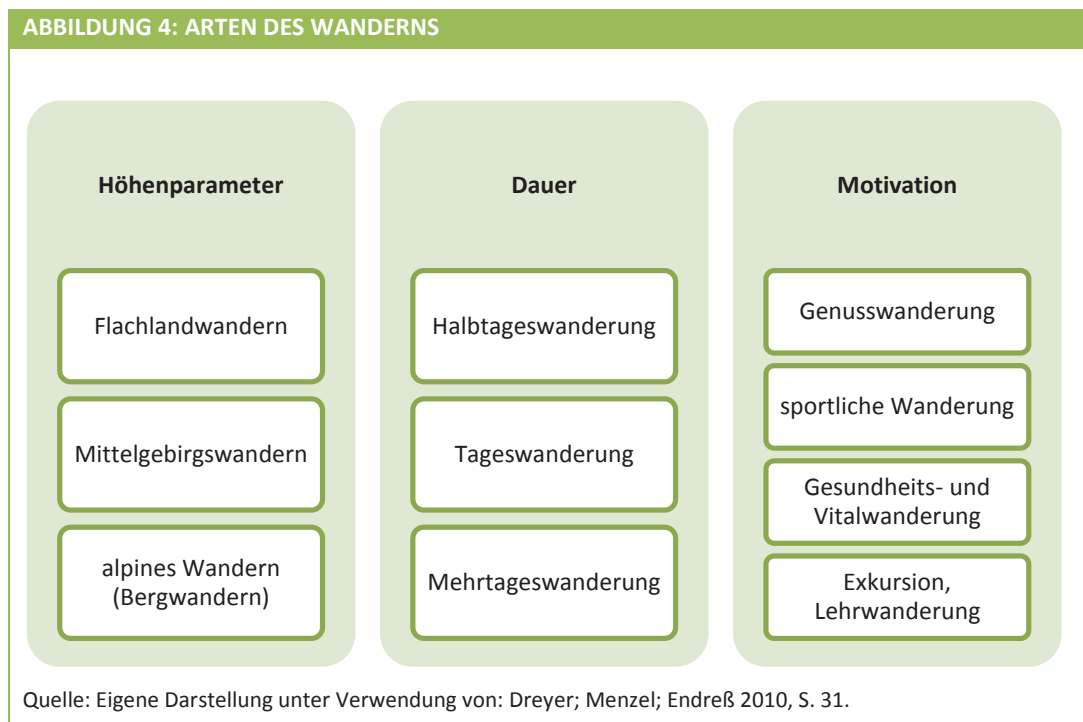 ABBILDUNG 4: ARTEN DES WANDERNS
Höhenparameter
Flachlandwandern
Mittelgebirgswandern
alpines Wandern
(Bergwandern)
Dauer
Halbtageswanderung
Tageswanderung
Mehrtageswanderung
Motivation
Genusswanderung
sportliche Wanderung
Gesundheits- und
Vitalwanderung
Exkursion,
Lehrwanderung
Quelle: Eigene Darstellung unter Verwendung von: Dreyer; Menzel; Endreß 2010, S. 31.